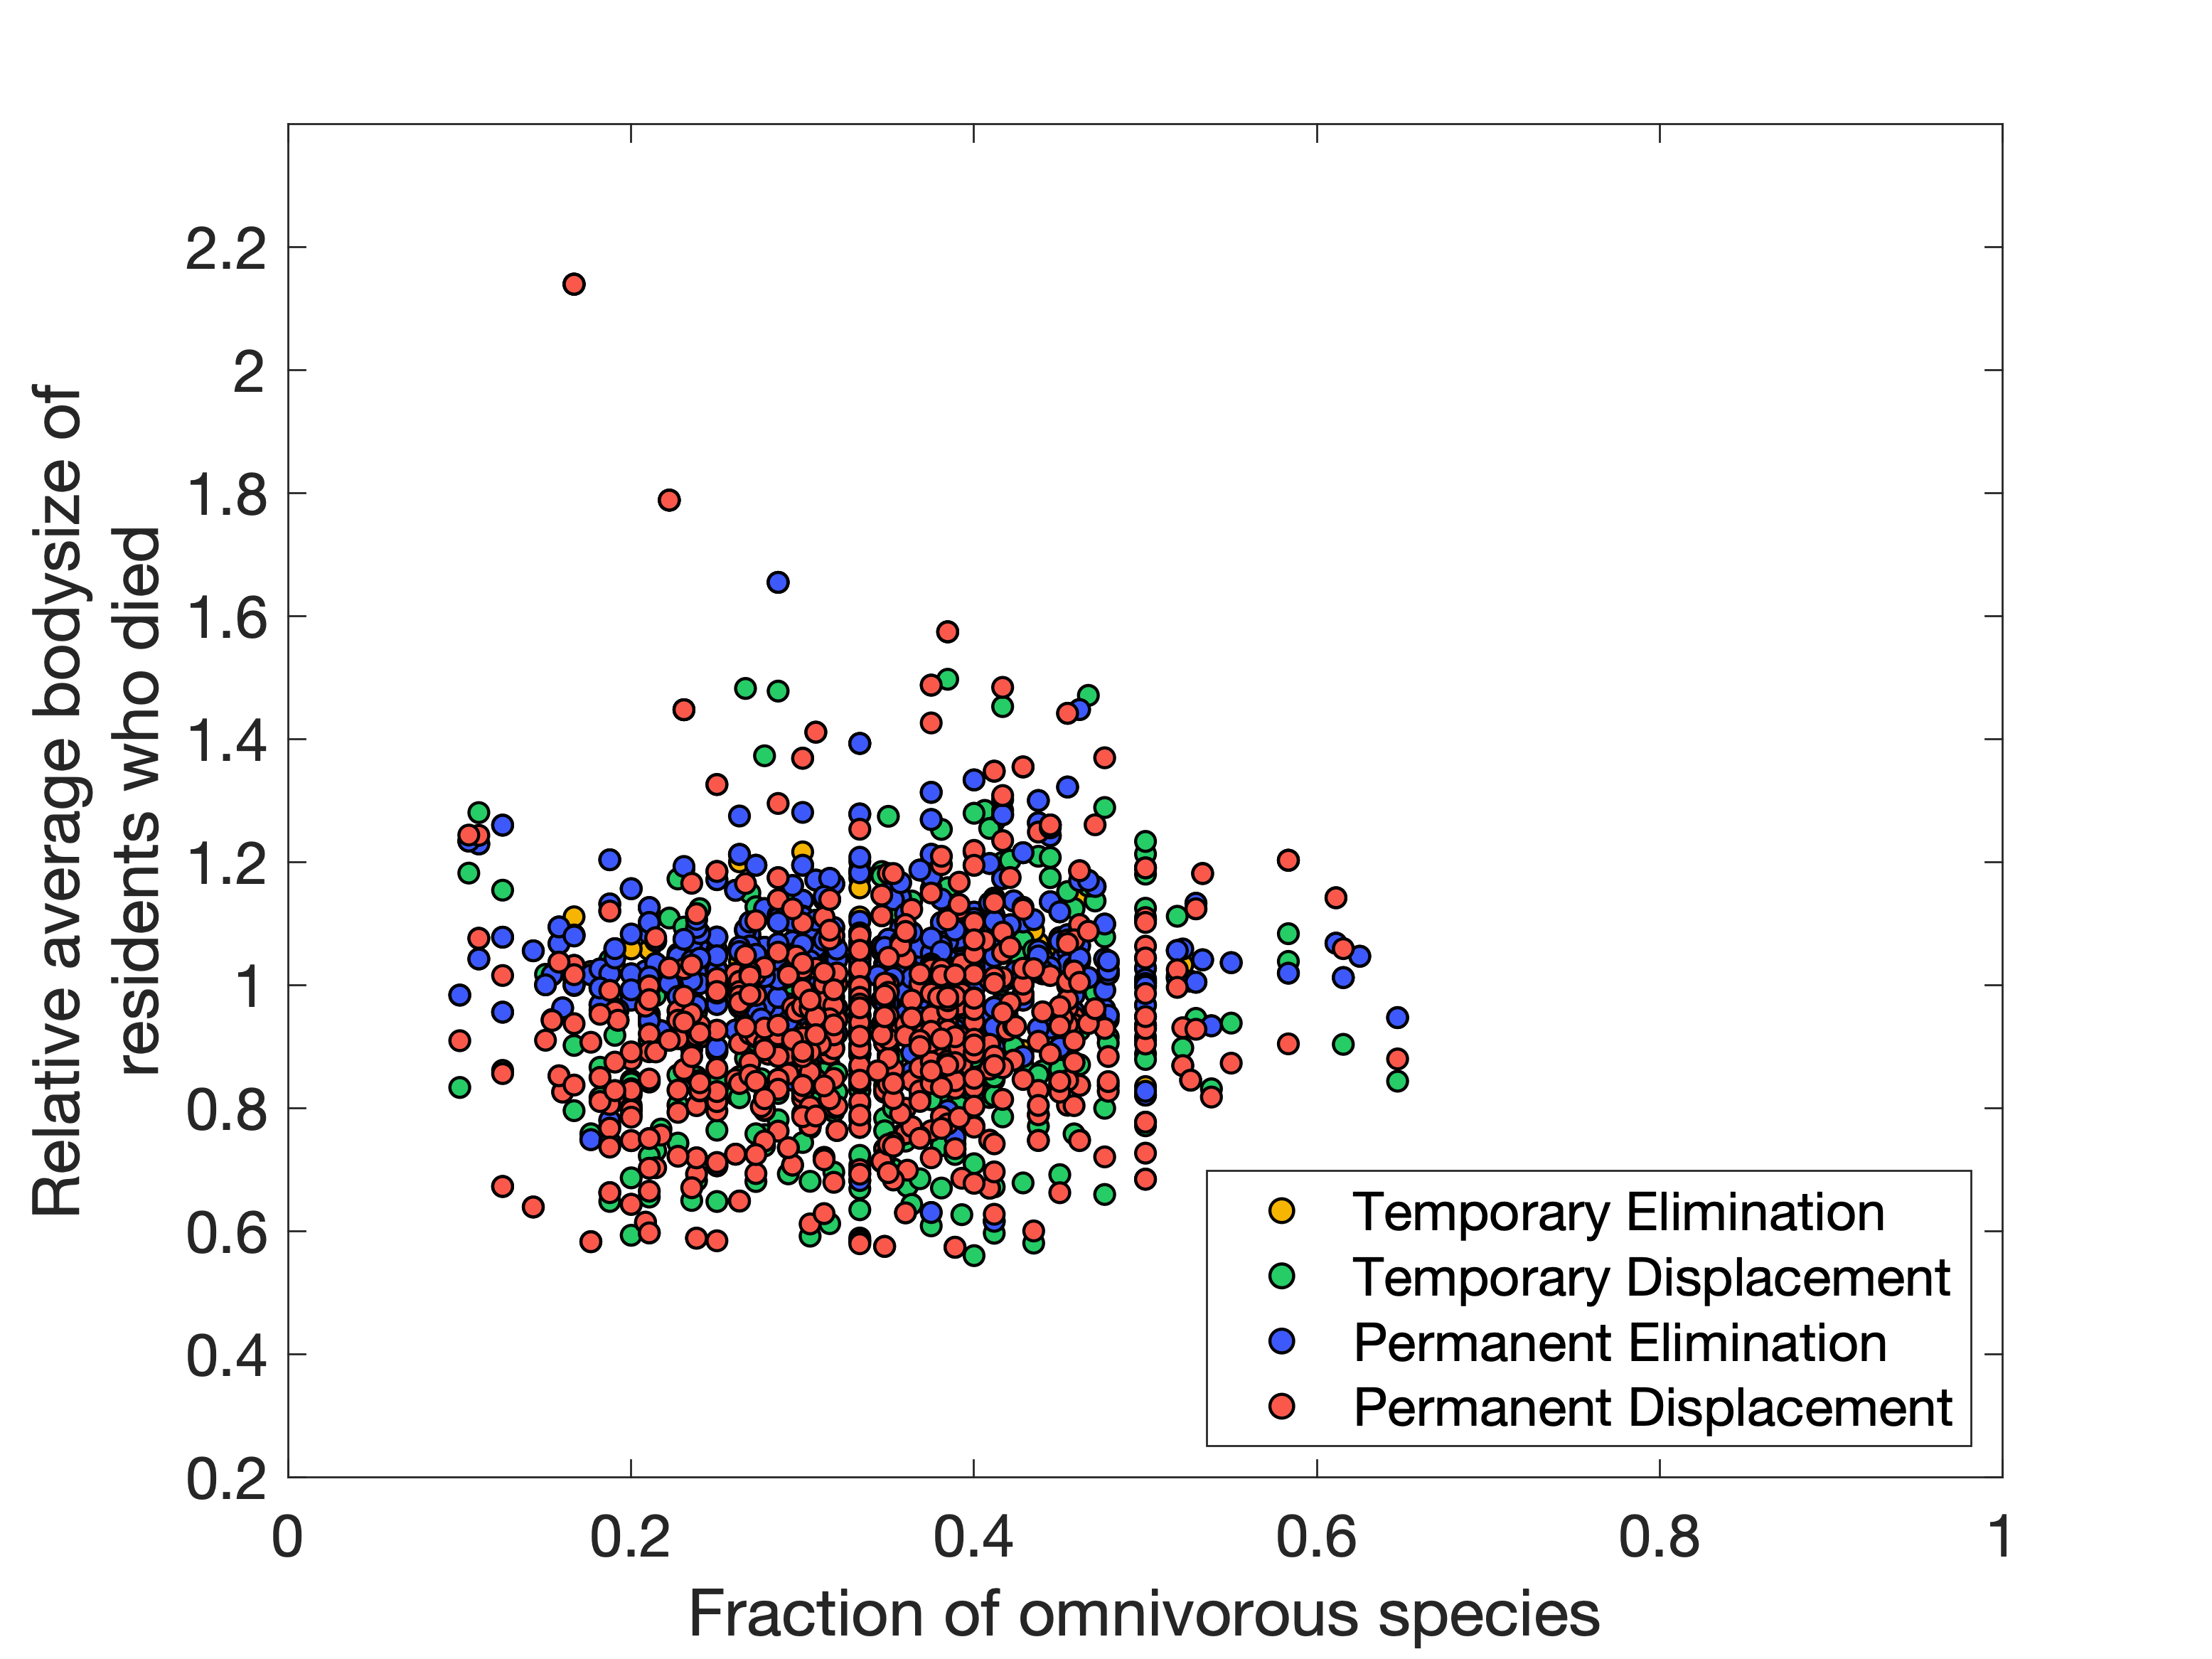 Relative average bodysize of
residents who died
2.2
2
1.8
1.6
1.4
1.2
1
0.8
0.6
0.4
0.2
Temporary Elimination
Temporary Displacement
Permanent Elimination
Permanent Displacement
0 0.2 0.4 0.6 0.8 1
Fraction of omnivorous species